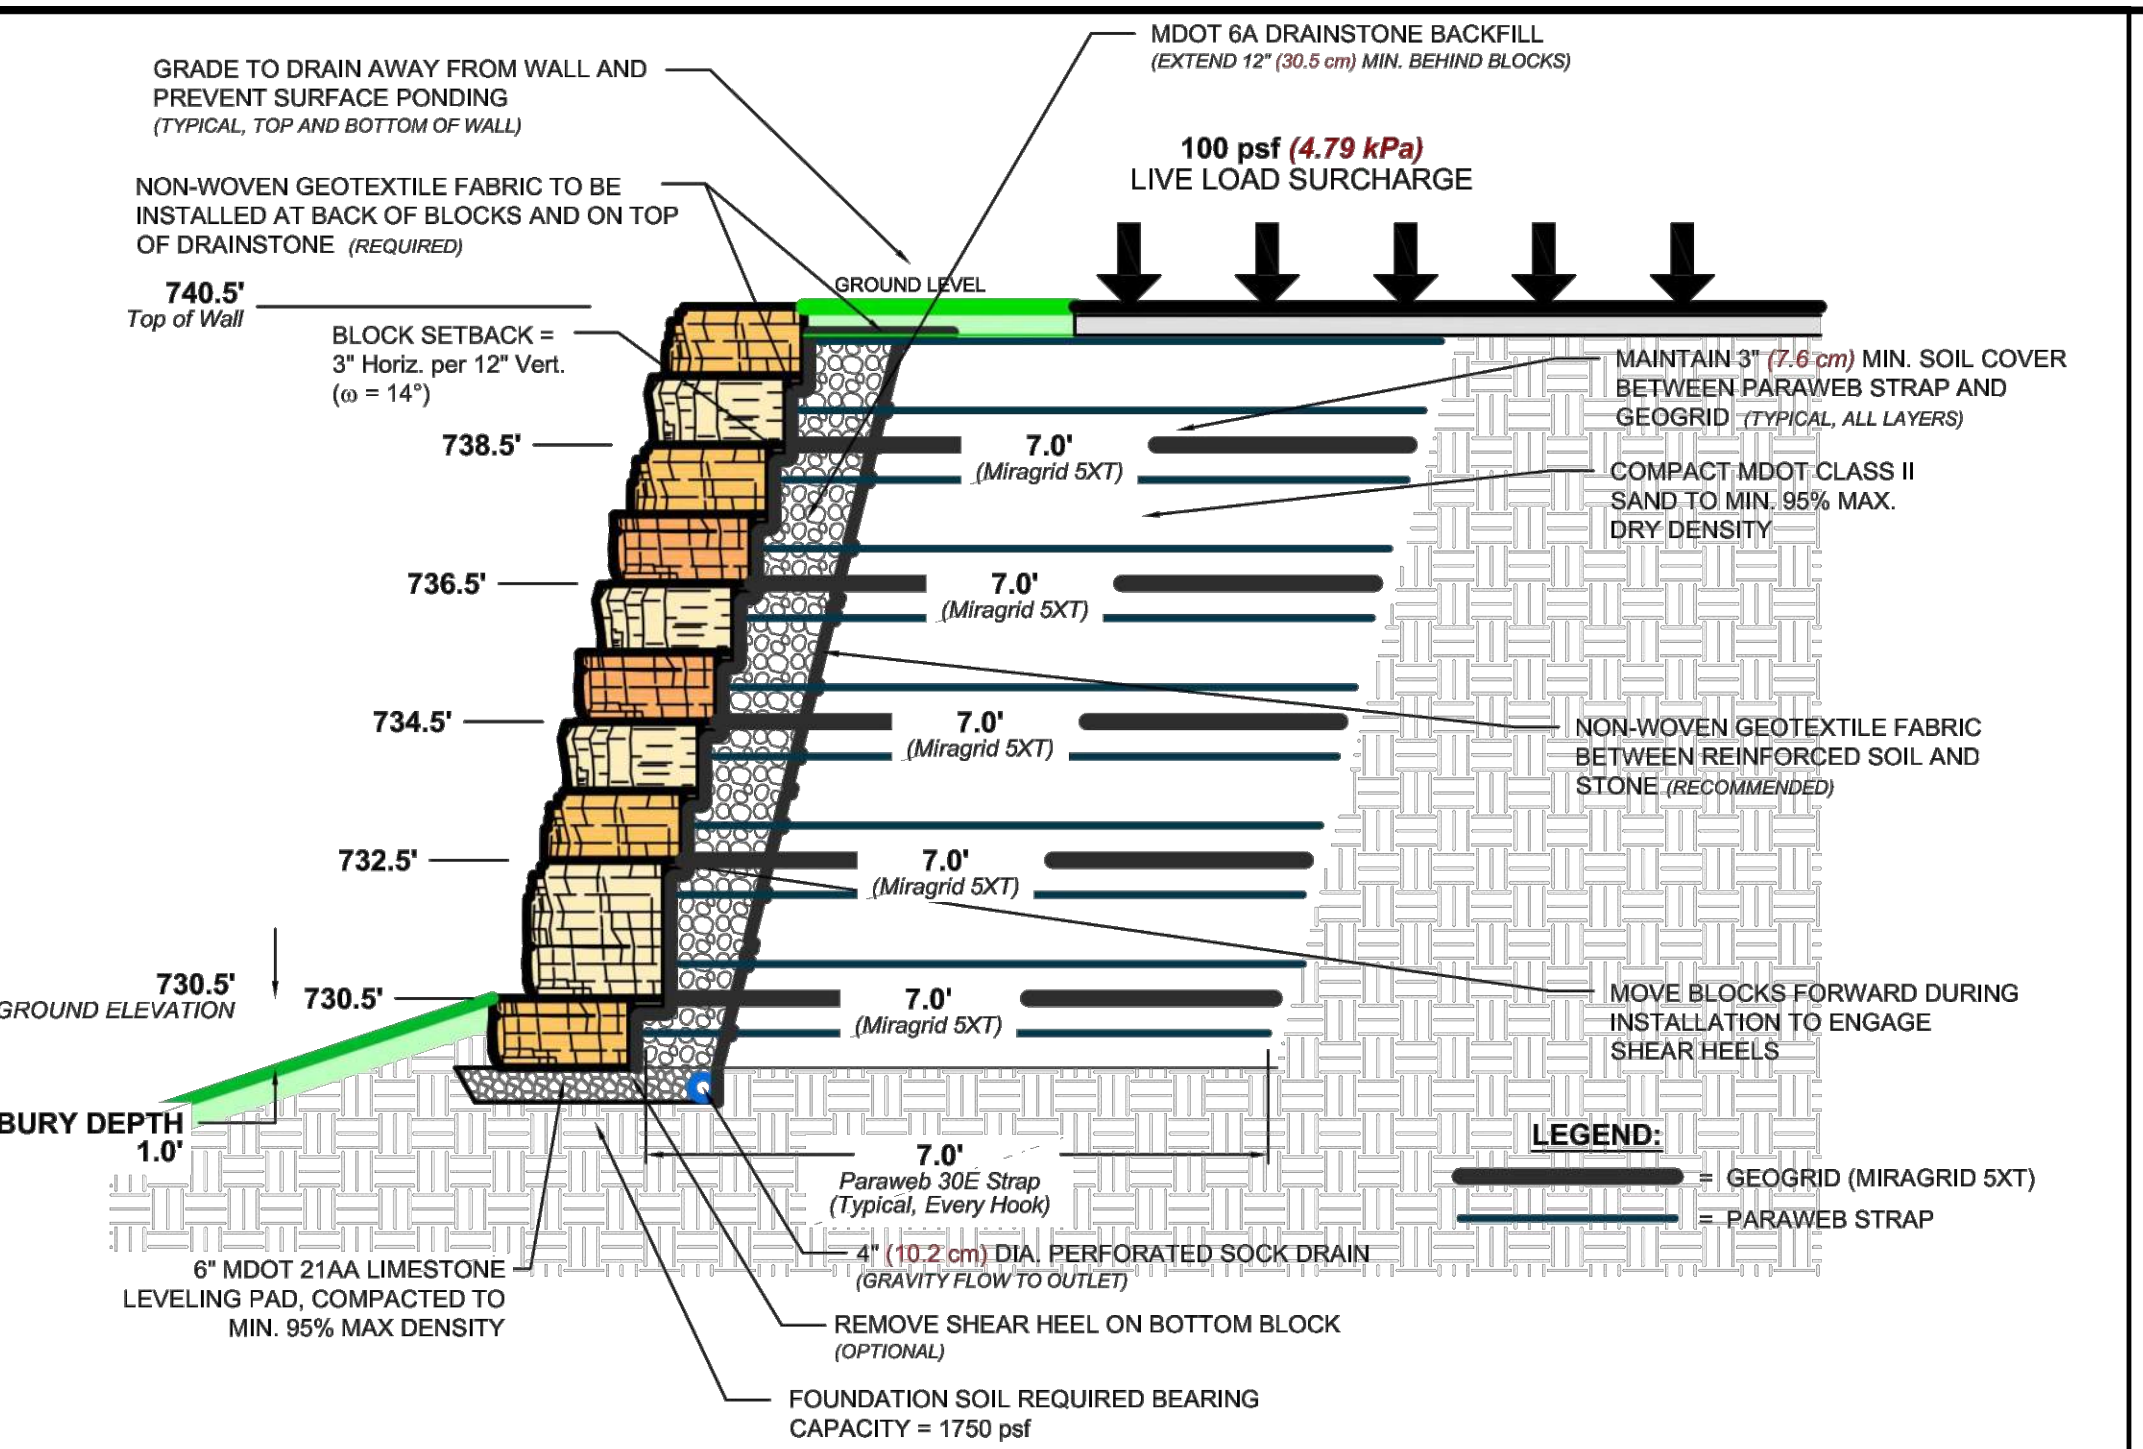 MDOT 6A DRAINSTONE BACKFILL
(EXTEND 12" (30.5 cm) MIN. BEHIND BLOCKS)
GRADE TO DRAIN AWAY FROM WALL AND
PREVENT SURFACE PONDING
(TYPICAL, TOP AND BOTTOM OF WALL)
100 psf (4.79 kPa)
LIVE LOAD SURCHARGE
NON-WOVEN GEOTEXTILE FABRIC TO BE
INSTALLED AT BACK OF BLOCKS AND ON TOP
OF DRAINSTONE (REQUIRED)
GROUND LEVEL
740.5'
Top of Wall
BLOCK SETBACK =
3" Horiz. per 12" Vert.
(ω = 14°)
MAINTAIN 3" (7.6 cm) MIN. SOIL COVER
BETWEEN PARAWEB STRAP AND
GEOGRID (TYPICAL, ALL LAYERS)
738.5'
7.0'
(Miragrid 5XT)
COMPACT MDOT CLASS II
SAND TO MIN. 95% MAX.
DRY DENSITY
736.5'
7.0'
(Miragrid 5XT)
734.5'
7.0'
(Miragrid 5XT)
NON-WOVEN GEOTEXTILE FABRIC
BETWEEN REINFORCED SOIL AND
STONE (RECOMMENDED)
732.5'
7.0'
(Miragrid 5XT)
730.5'
GROUND ELEVATION
730.5'
7.0'
(Miragrid 5XT)
MOVE BLOCKS FORWARD DURING
INSTALLATION TO ENGAGE
SHEAR HEELS
BURY DEPTH
1.0'
7.0'
Paraweb 30E Strap
(Typical, Every Hook)
LEGEND:
= GEOGRID (MIRAGRID 5XT)
= PARAWEB STRAP
6" MDOT 21AA LIMESTONE
LEVELING PAD, COMPACTED TO
MIN. 95% MAX DENSITY
4" (10.2 cm) DIA. PERFORATED SOCK DRAIN
(GRAVITY FLOW TO OUTLET)
REMOVE SHEAR HEEL ON BOTTOM BLOCK
(OPTIONAL)
FOUNDATION SOIL REQUIRED BEARING
CAPACITY = 1750 psf